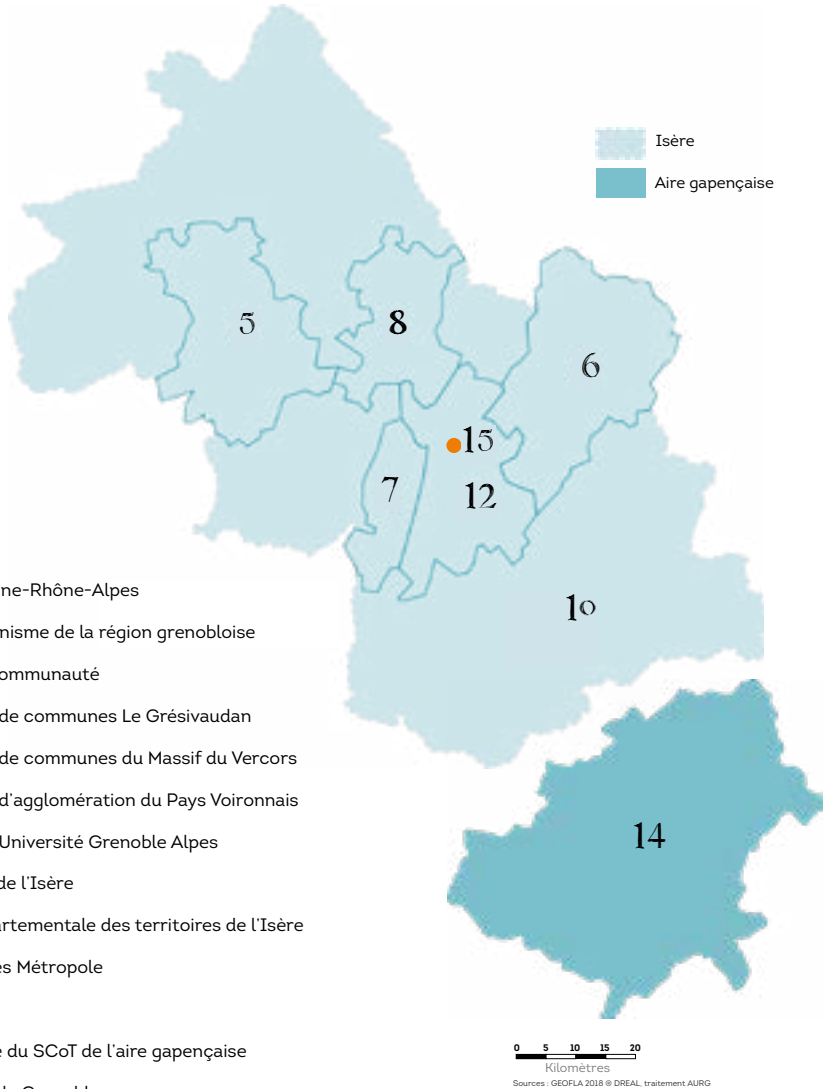 Isère
Aire gapençaise
5
8
6
15
7
12
10
14
ne-Rhône-Alpes
nisme de la région grenobloise
ommunauté
de communes Le Grésivaudan
de communes du Massif du Vercors
d'agglomération du Pays Voironnais
Université Grenoble Alpes
de l'Isère
artementale des territoires de l'Isère
es Métropole
e du SCoT de l'aire gapençaise
0 5 10 15 20
Kilomètres
Sources : GEOFLA 2018 ® DREAL, traitement AURG